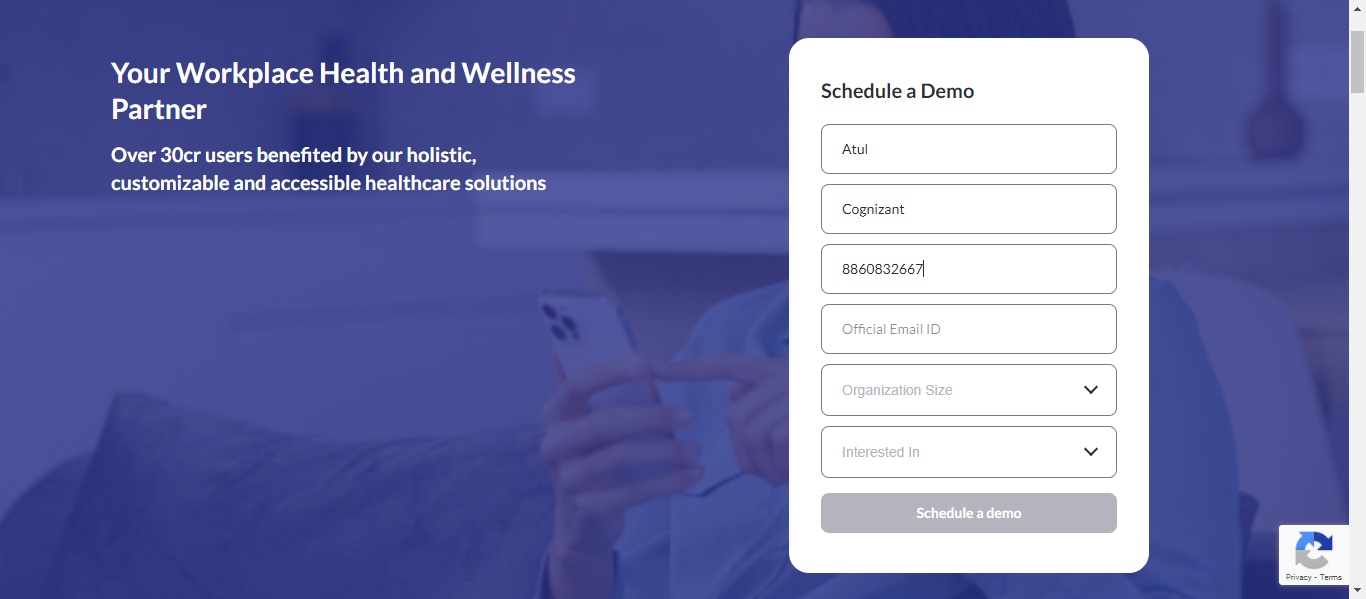 Your Workplace Health and Wellness
Partner
Over 30cr users benefited by our holistic,
customizable and accessible healthcare solutions
Schedule a Demo
Atul
Cognizant
8860832667
Official Email ID
Organization Size
Interested In
Schedule a demo
Privacy - Terms